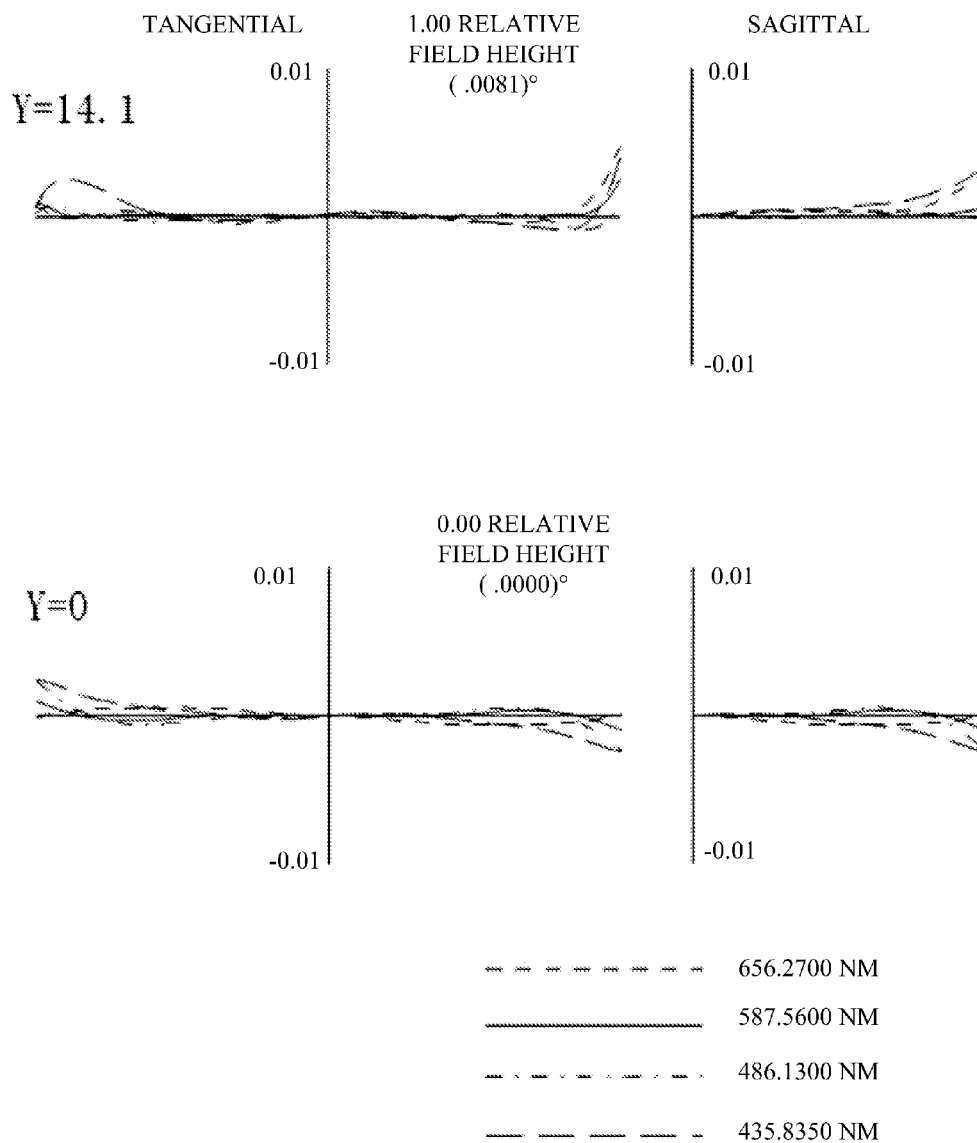 TANGENTIAL
1.00 RELATIVE
FIELD HEIGHT
( .0081)°
SAGITTAL
0.01
0.01
Y=14. 1
-0.01
-0.01
0.00 RELATIVE
FIELD HEIGHT
( .0000)°
0.01
0.01
Y=0
-0.01
-0.01
656.2700 NM
587.5600 NM
486.1300 NM
435.8350 NM